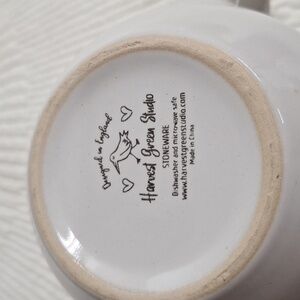 Designed in England
Harvest Green Studio
STONEWARE
Dishwasher and microwave safe
www.harvestgreenstudio.com
Made in China